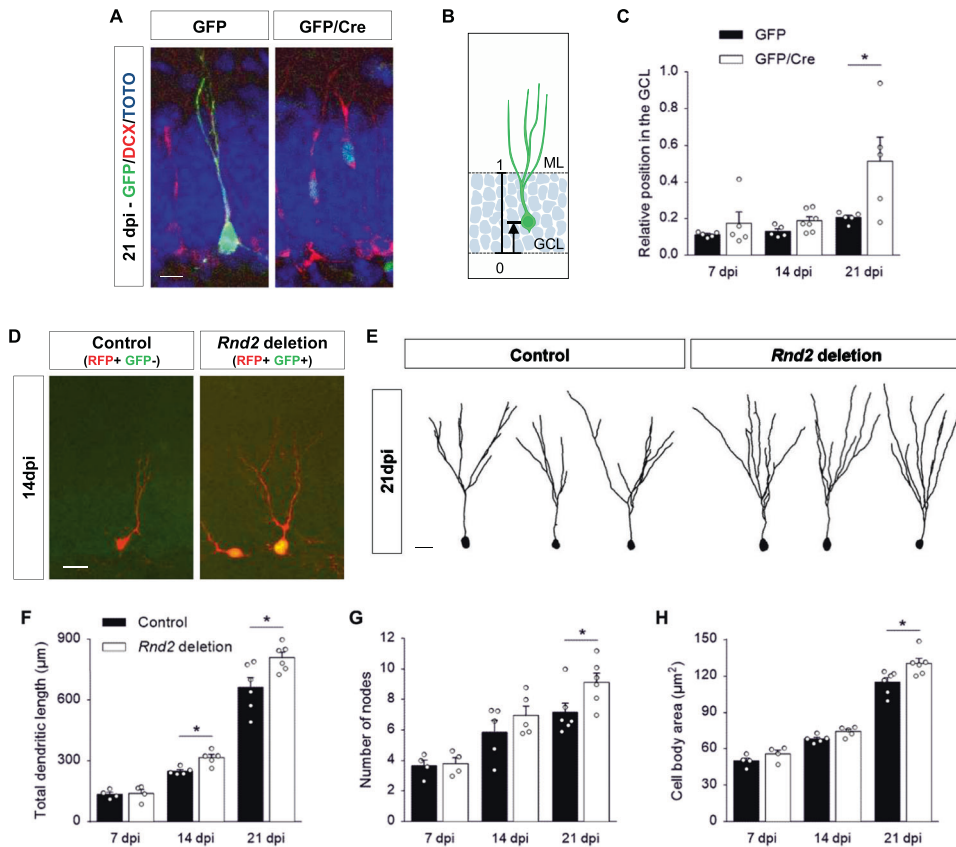 A
GFP
GFP/Cre
21 dpi - GFP/DCX/TOTO
B
1
ML
GCL
0
C
GFP
GFP/Cre
*
Relative position in the GCL
1.0
0.8
0.6
0.4
0.2
0.0
7 dpi
14 dpi
21 dpi
D
Control
(RFP+ GFP-)
Rnd2 deletion
(RFP+ GFP+)
14dpi
E
Control
Rnd2 deletion
21dpi
F
Control
Rnd2 deletion
*
*
Total dendritic length (µm)
900
600
300
0
7 dpi
14 dpi
21 dpi
G
*
Number of nodes
12
10
8
6
4
2
0
7 dpi
14 dpi
21 dpi
H
*
Cell body area (µm²)
150
120
90
60
30
0
7 dpi
14 dpi
21 dpi